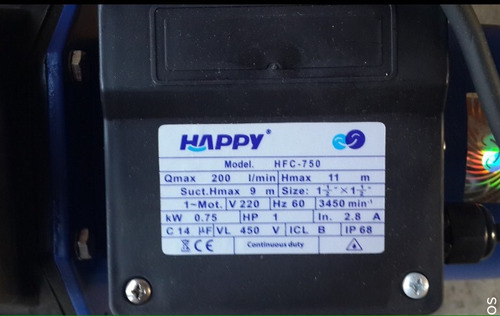 HAPPY®
Model. HFC-750
Qmax 200 l/min Hmax 11 m
Suct.Hmax 9 m Size: 1½"×1½"
1~Mot. V 220 Hz 60 3450 min⁻¹
kW 0.75 HP 1 In. 2.8 A
C 14 µF VL 450 V ICL B IP 68
CE Continuous duty
os